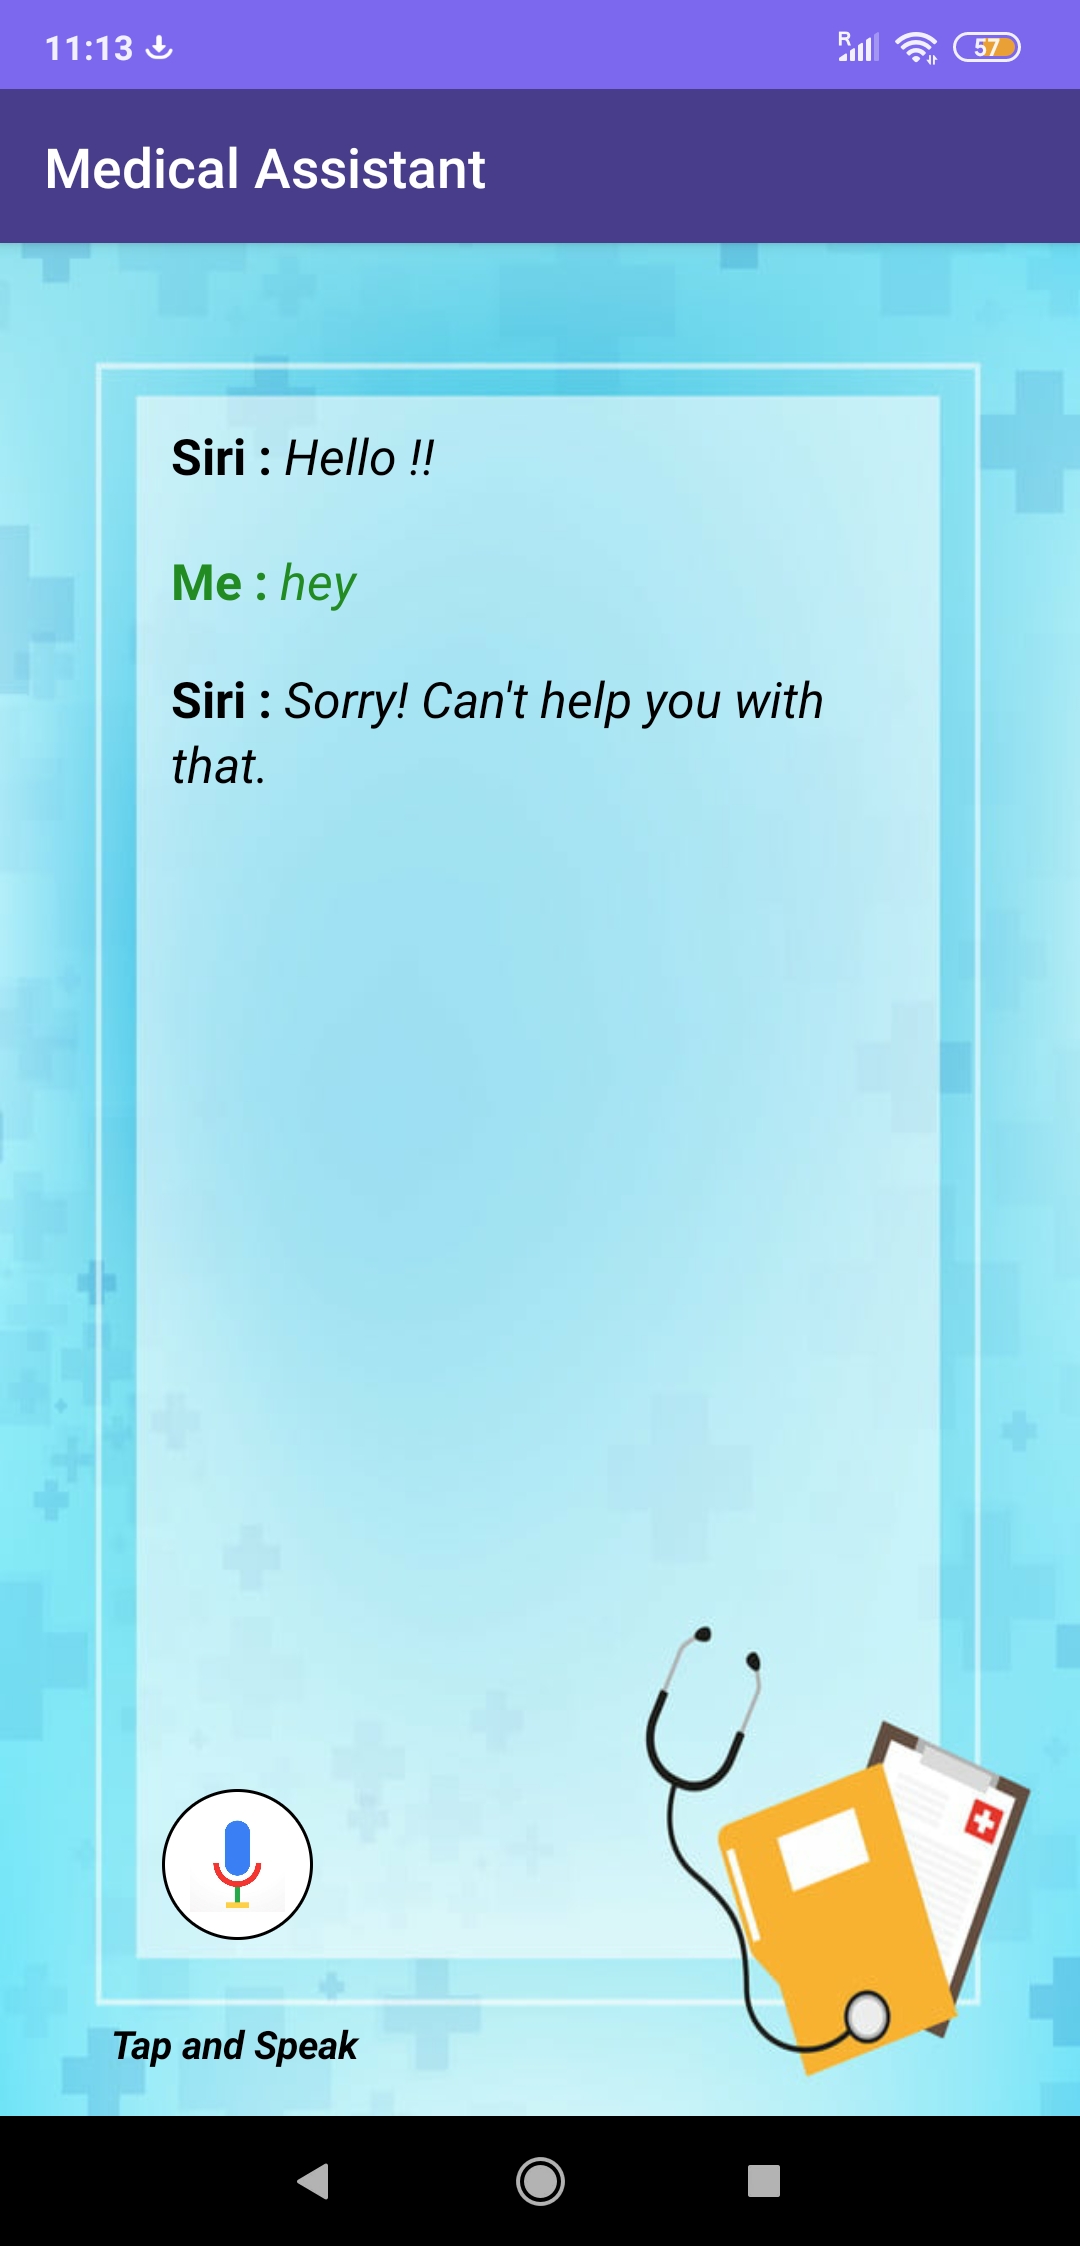 11:13
R
57
Medical Assistant
Siri : Hello !!
Me : hey
Siri : Sorry! Can't help you with
that.
Tap and Speak